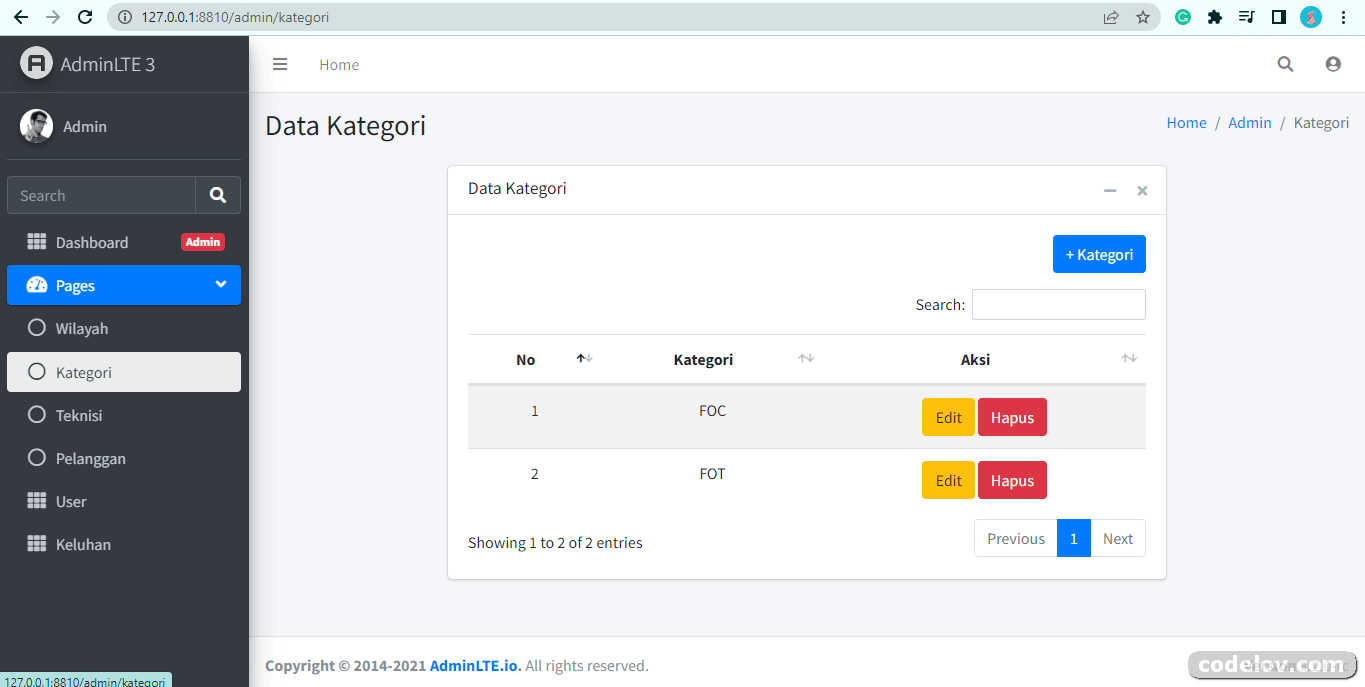 127.0.0.1:8810/admin/kategori
AdminLTE 3
Home
Admin
Data Kategori
Home / Admin / Kategori
Search
Dashboard Admin
Pages
Wilayah
Kategori
Teknisi
Pelanggan
User
Keluhan
Data Kategori
+ Kategori
Search:
No Kategori Aksi
1 FOC Edit Hapus
2 FOT Edit Hapus
Showing 1 to 2 of 2 entries
Previous 1 Next
Copyright © 2014-2021 AdminLTE.io. All rights reserved.
codelov.com
127.0.0.1:8810/admin/kategori